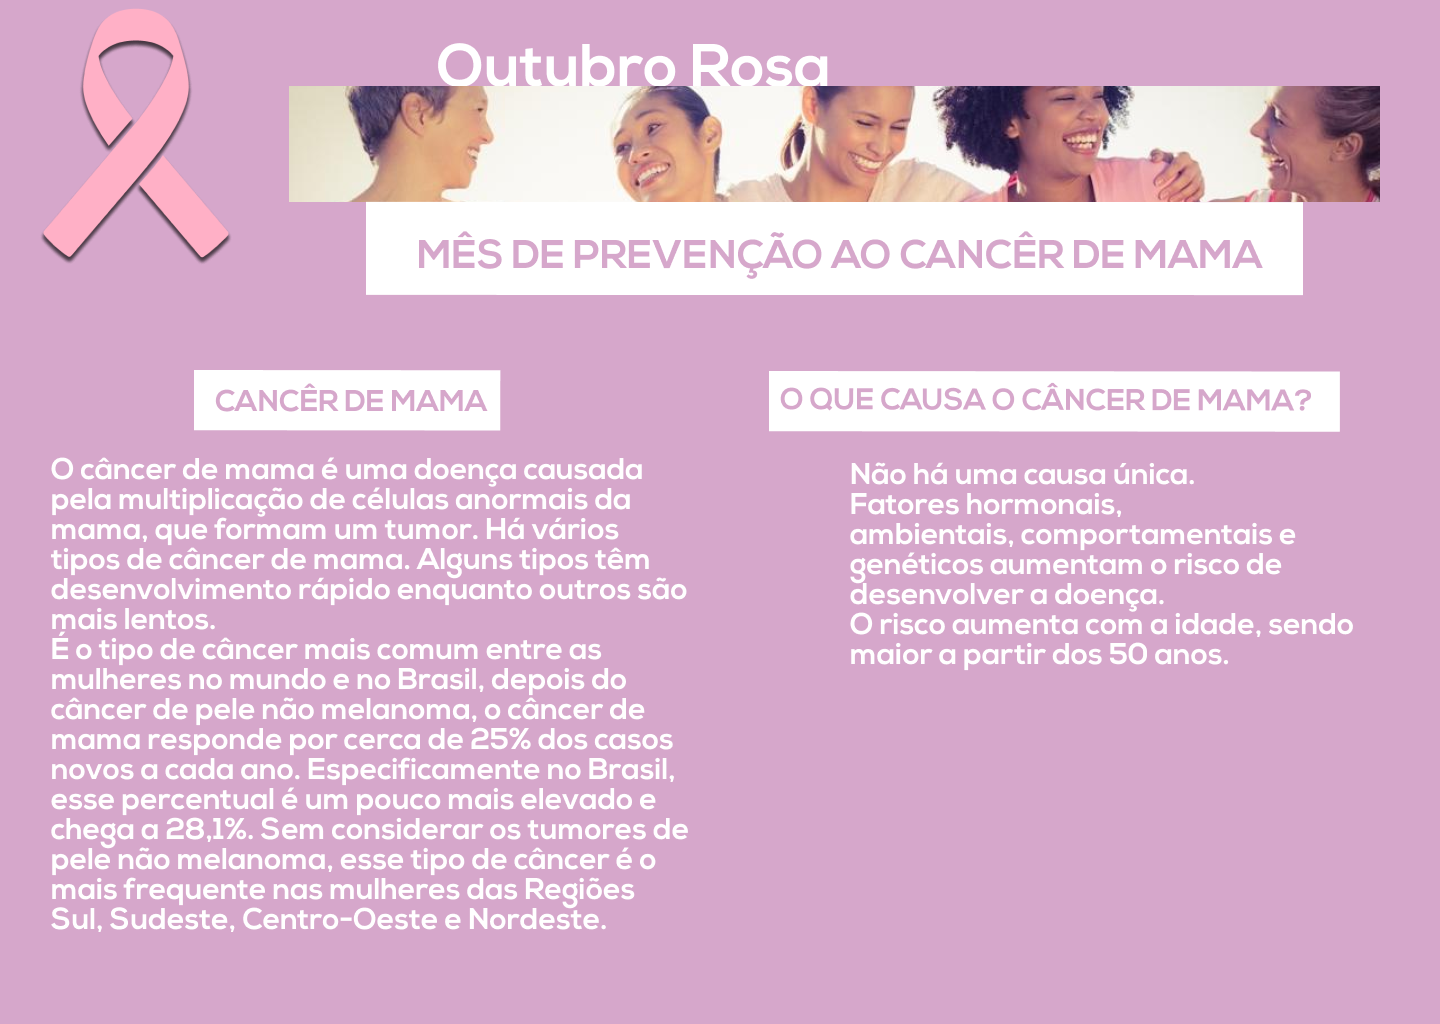 Outubro Rosa
MÊS DE PREVENÇÃO AO CANCÊR DE MAMA
CANCÊR DE MAMA
O câncer de mama é uma doença causada
pela multiplicação de células anormais da
mama, que formam um tumor. Há vários
tipos de câncer de mama. Alguns tipos têm
desenvolvimento rápido enquanto outros são
mais lentos.
É o tipo de câncer mais comum entre as
mulheres no mundo e no Brasil, depois do
câncer de pele não melanoma, o câncer de
mama responde por cerca de 25% dos casos
novos a cada ano. Especificamente no Brasil,
esse percentual é um pouco mais elevado e
chega a 28,1%. Sem considerar os tumores de
pele não melanoma, esse tipo de câncer é o
mais frequente nas mulheres das Regiões
Sul, Sudeste, Centro-Oeste e Nordeste.
O QUE CAUSA O CÂNCER DE MAMA?
Não há uma causa única.
Fatores hormonais,
ambientais, comportamentais e
genéticos aumentam o risco de
desenvolver a doença.
O risco aumenta com a idade, sendo
maior a partir dos 50 anos.